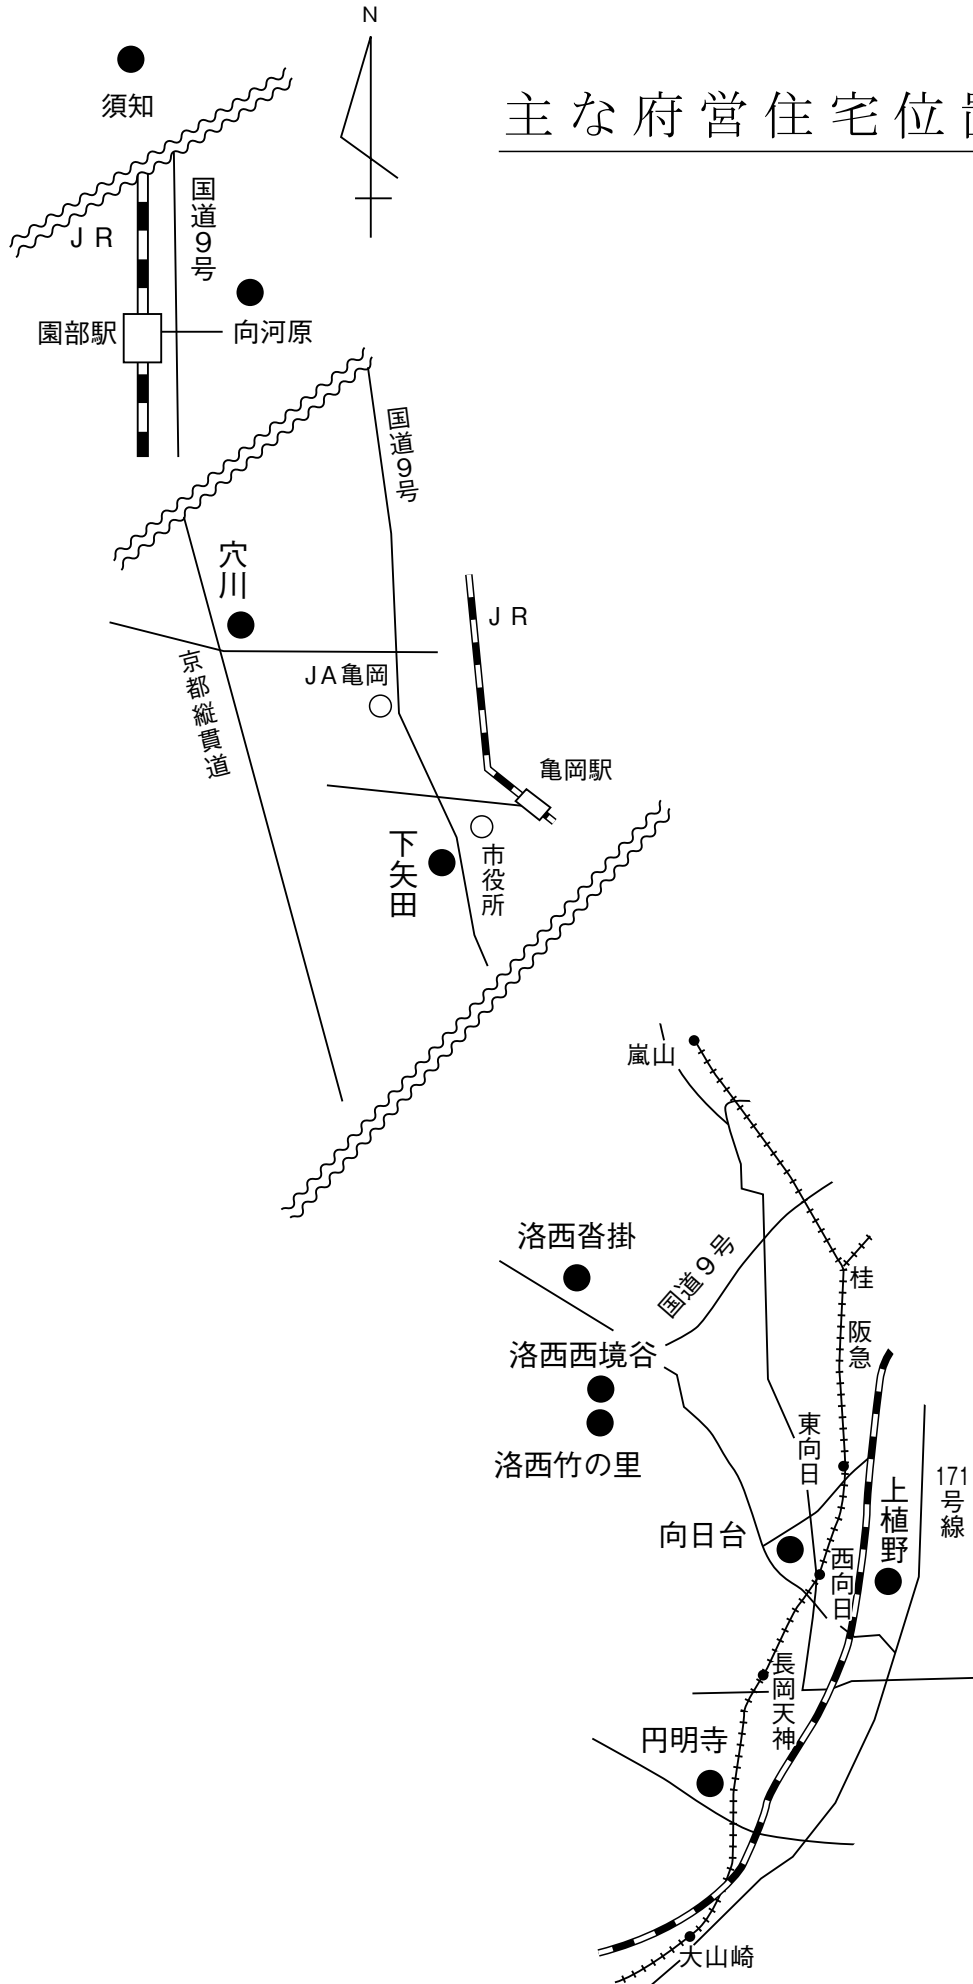 N
須知
主な府営住宅位
国道9号
JR
園部駅
向河原
国道9号
穴川
JR
JA亀岡
京都縦貫道
亀岡駅
下矢田
市役所
嵐山
洛西沓掛
国道9号
桂
阪急
洛西西境谷
東向日
洛西竹の里
171号線
上植野
向日台
西向日
長岡天神
円明寺
大山崎